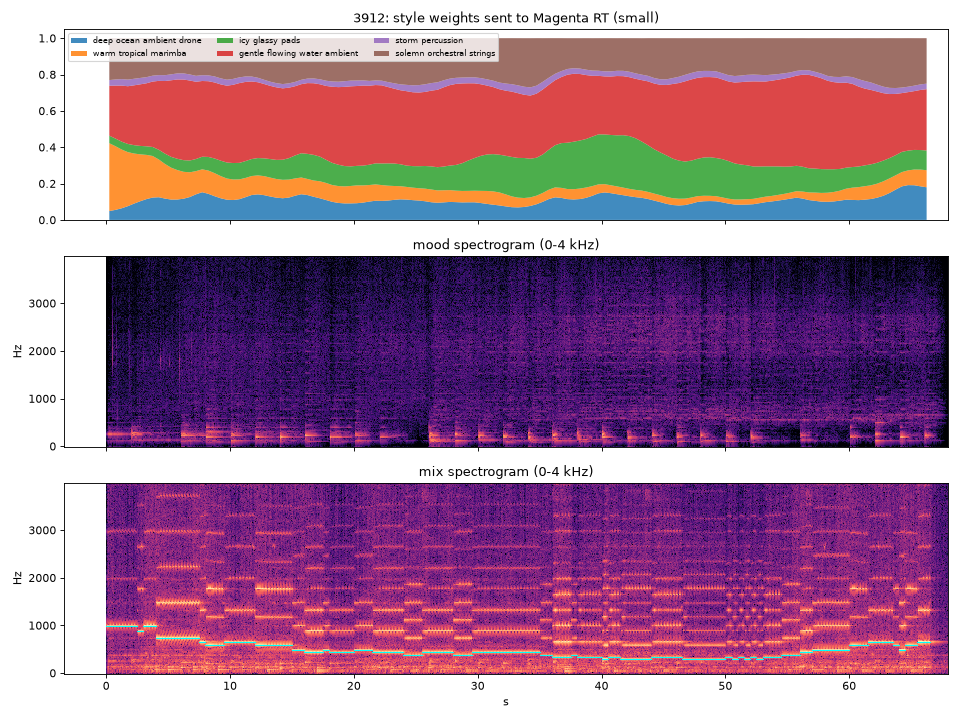 3912: style weights sent to Magenta RT (small)
deep ocean ambient drone
icy glassy pads
storm percussion
warm tropical marimba
gentle flowing water ambient
solemn orchestral strings
1.0
0.8
0.6
0.4
0.2
0.0
mood spectrogram (0-4 kHz)
Hz
3000
2000
1000
0
mix spectrogram (0-4 kHz)
Hz
3000
2000
1000
0
0 10 20 30 40 50 60
s